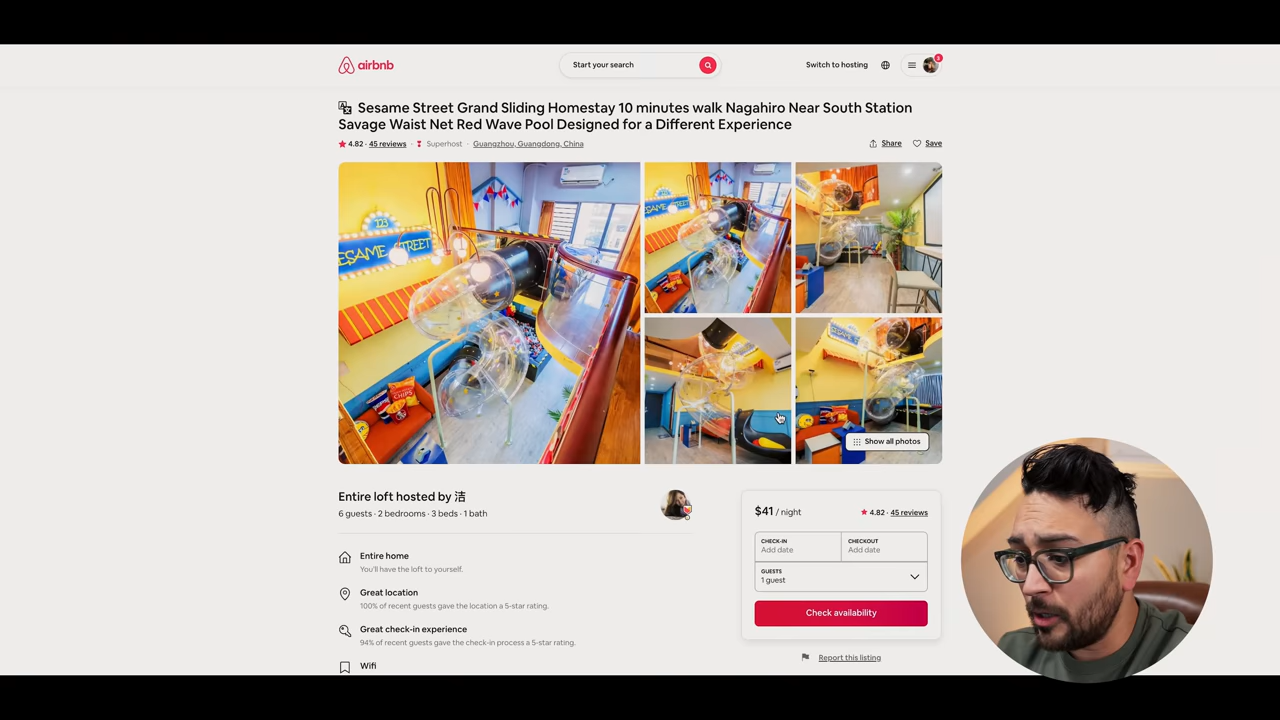 airbnb
Start your search
Switch to hosting
Sesame Street Grand Sliding Homestay 10 minutes walk Nagahiro Near South Station
Savage Waist Net Red Wave Pool Designed for a Different Experience
4.82 · 45 reviews · Superhost · Guangzhou, Guangdong, China
Share
Save
123
SESAME STREET
CHIPS
Show all photos
Entire loft hosted by 洁
6 guests · 2 bedrooms · 3 beds · 1 bath
$41 / night
4.82 · 45 reviews
CHECK-IN
Add date
CHECKOUT
Add date
GUESTS
1 guest
Check availability
Report this listing
Entire home
You'll have the loft to yourself.
Great location
100% of recent guests gave the location a 5-star rating.
Great check-in experience
94% of recent guests gave the check-in process a 5-star rating.
Wifi